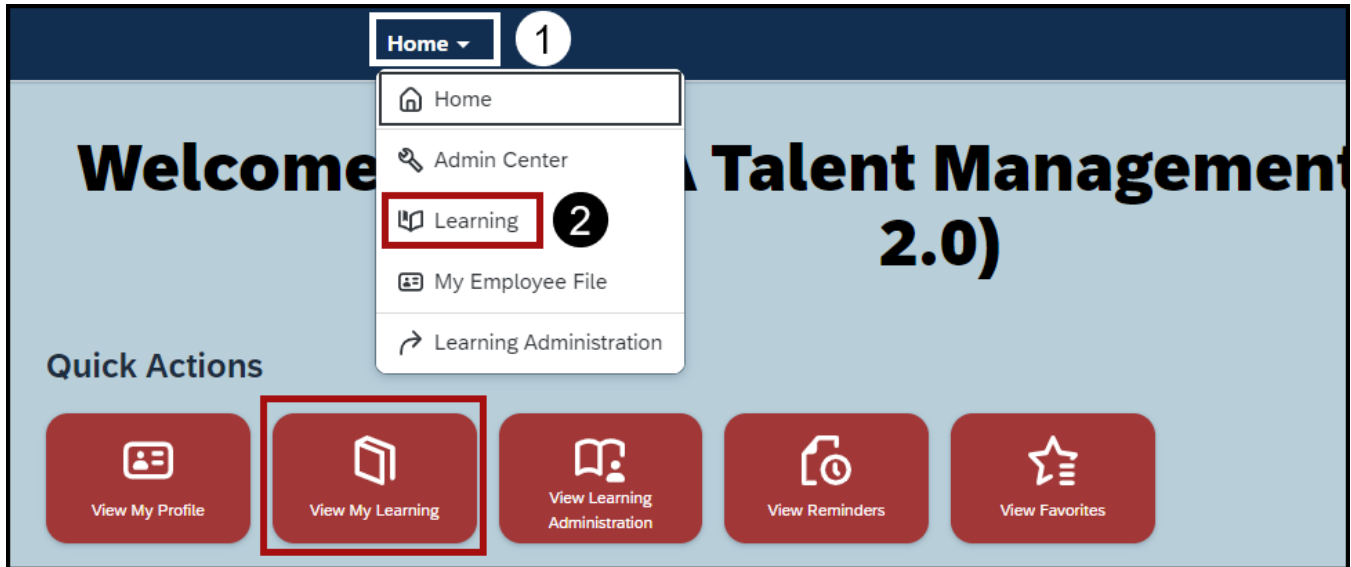 Home
1
Home
Admin Center
Learning
2
My Employee File
Learning Administration
Welcome
Talent Management
2.0)
Quick Actions
View My Profile
View My Learning
View Learning
Administration
View Reminders
View Favorites